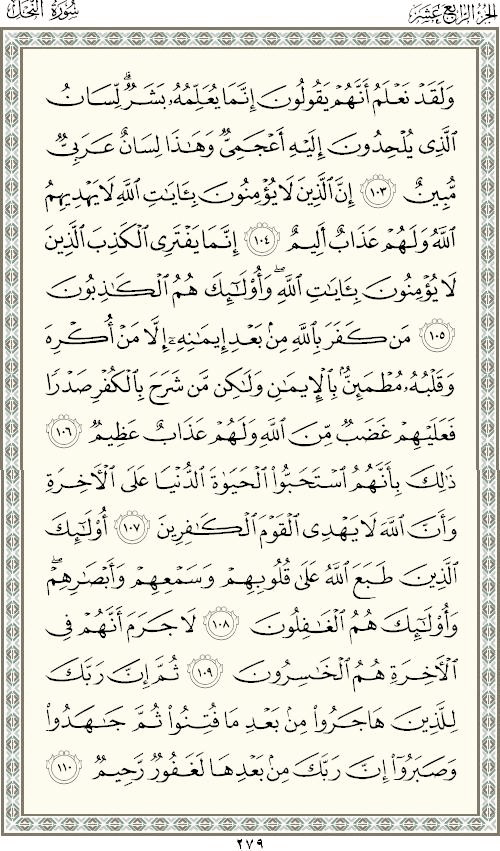 الجزء الرابع عشر
سورة النحل
وَلَقَدْ نَعْلَمُ أَنَّهُمْ يَقُولُونَ إِنَّمَا يُعَلِّمُهُۥ بَشَرٌۗ لِّسَانُ
ٱلَّذِى يُلْحِدُونَ إِلَيْهِ أَعْجَمِىٌّ وَهَٰذَا لِسَانٌ عَرَبِىٌّ
مُّبِينٌ ١٠٣ إِنَّ ٱلَّذِينَ لَا يُؤْمِنُونَ بِـَٔايَٰتِ ٱللَّهِ لَا يَهْدِيهِمُ
ٱللَّهُ وَلَهُمْ عَذَابٌ أَلِيمٌ ١٠٤ إِنَّمَا يَفْتَرِى ٱلْكَذِبَ ٱلَّذِينَ
لَا يُؤْمِنُونَ بِـَٔايَٰتِ ٱللَّهِۖ وَأُو۟لَٰٓئِكَ هُمُ ٱلْكَٰذِبُونَ
١٠٥ مَن كَفَرَ بِٱللَّهِ مِنۢ بَعْدِ إِيمَٰنِهِۦٓ إِلَّا مَنْ أُكْرِهَ
وَقَلْبُهُۥ مُطْمَئِنٌّۢ بِٱلْإِيمَٰنِ وَلَٰكِن مَّن شَرَحَ بِٱلْكُفْرِ صَدْرًا
فَعَلَيْهِمْ غَضَبٌ مِّنَ ٱللَّهِ وَلَهُمْ عَذَابٌ عَظِيمٌ ١٠٦
ذَٰلِكَ بِأَنَّهُمُ ٱسْتَحَبُّوا۟ ٱلْحَيَوٰةَ ٱلدُّنْيَا عَلَى ٱلْءَاخِرَةِ
وَأَنَّ ٱللَّهَ لَا يَهْدِى ٱلْقَوْمَ ٱلْكَٰفِرِينَ ١٠٧ أُو۟لَٰٓئِكَ
ٱلَّذِينَ طَبَعَ ٱللَّهُ عَلَىٰ قُلُوبِهِمْ وَسَمْعِهِمْ وَأَبْصَٰرِهِمْۖ
وَأُو۟لَٰٓئِكَ هُمُ ٱلْغَٰفِلُونَ ١٠٨ لَا جَرَمَ أَنَّهُمْ فِى
ٱلْءَاخِرَةِ هُمُ ٱلْخَٰسِرُونَ ١٠٩ ثُمَّ إِنَّ رَبَّكَ
لِلَّذِينَ هَاجَرُوا۟ مِنۢ بَعْدِ مَا فُتِنُوا۟ ثُمَّ جَٰهَدُوا۟
وَصَبَرُوٓا۟ إِنَّ رَبَّكَ مِنۢ بَعْدِهَا لَغَفُورٌ رَّحِيمٌ ١١٠
٢٧٩